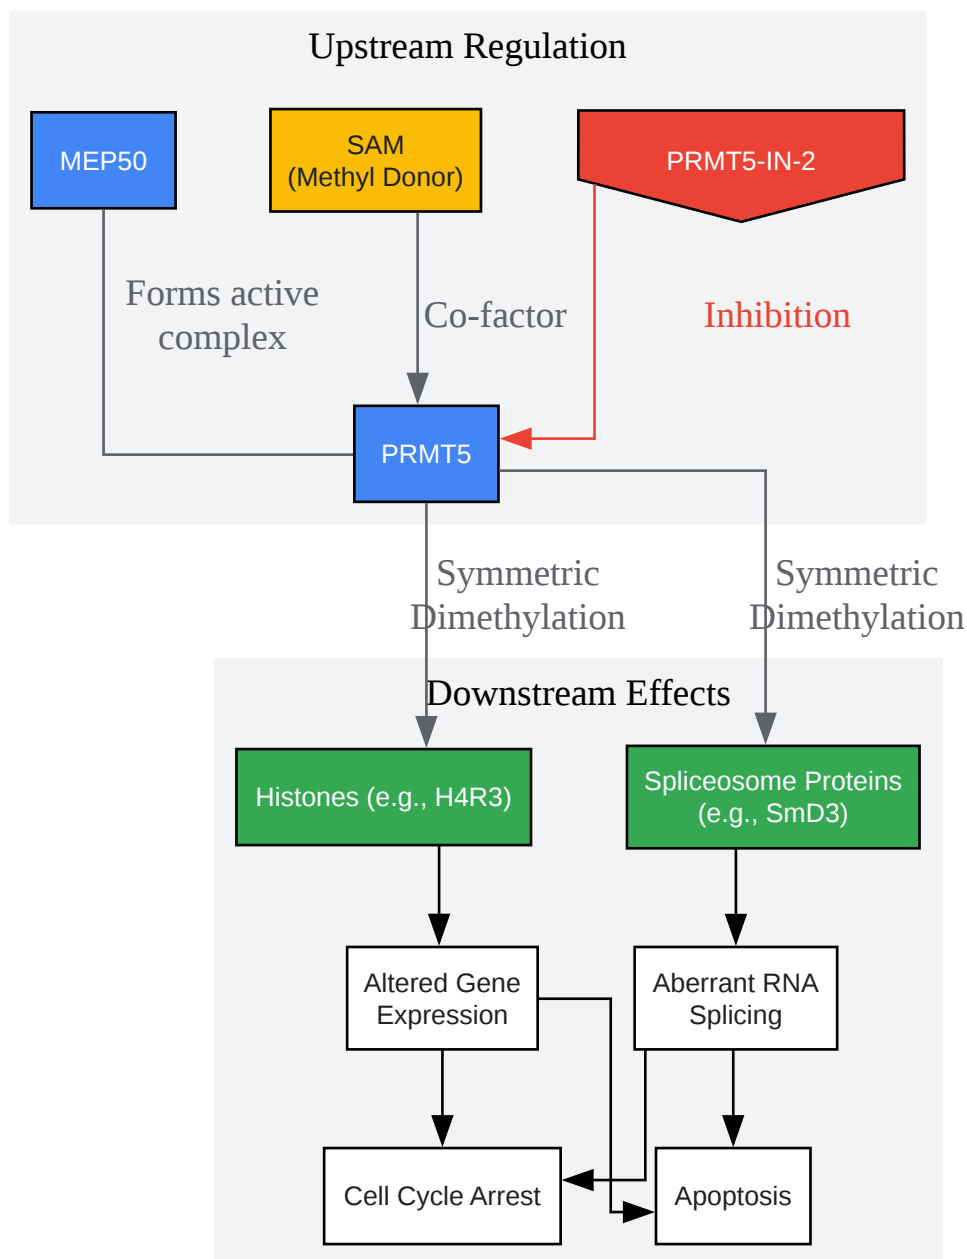 Upstream Regulation
MEP50
SAM
(Methyl Donor)
PRMT5-IN-2
Forms active
complex
Co-factor
Inhibition
PRMT5
Symmetric
Dimethylation
Symmetric
Dimethylation
Downstream Effects
Histones (e.g., H4R3)
Spliceosome Proteins
(e.g., SmD3)
Altered Gene
Expression
Aberrant RNA
Splicing
Cell Cycle Arrest
Apoptosis